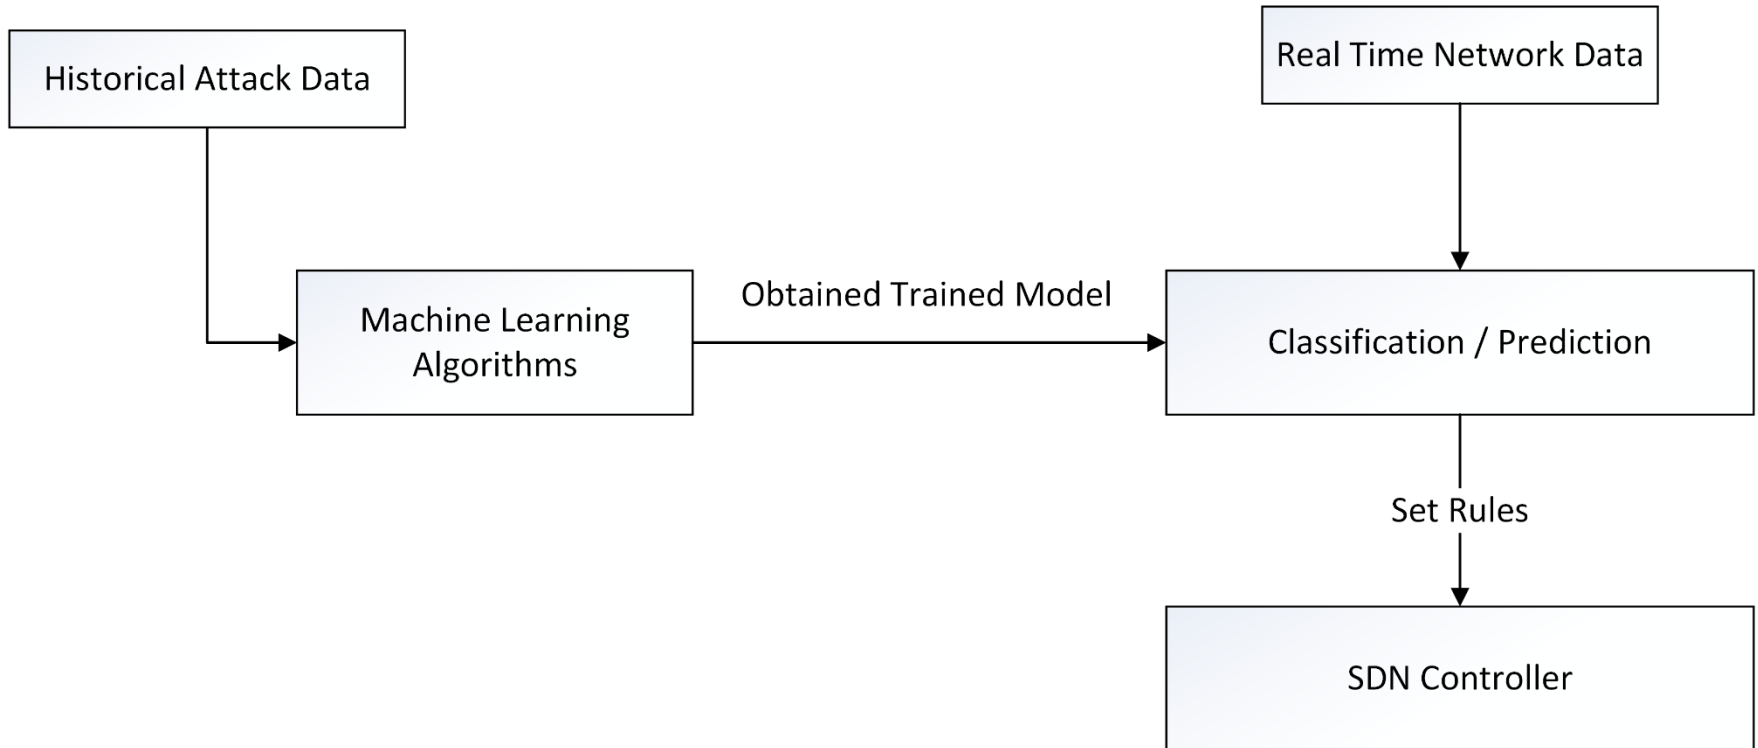 Historical Attack Data
Real Time Network Data
Machine Learning
Algorithms
Obtained Trained Model
Classification / Prediction
Set Rules
SDN Controller